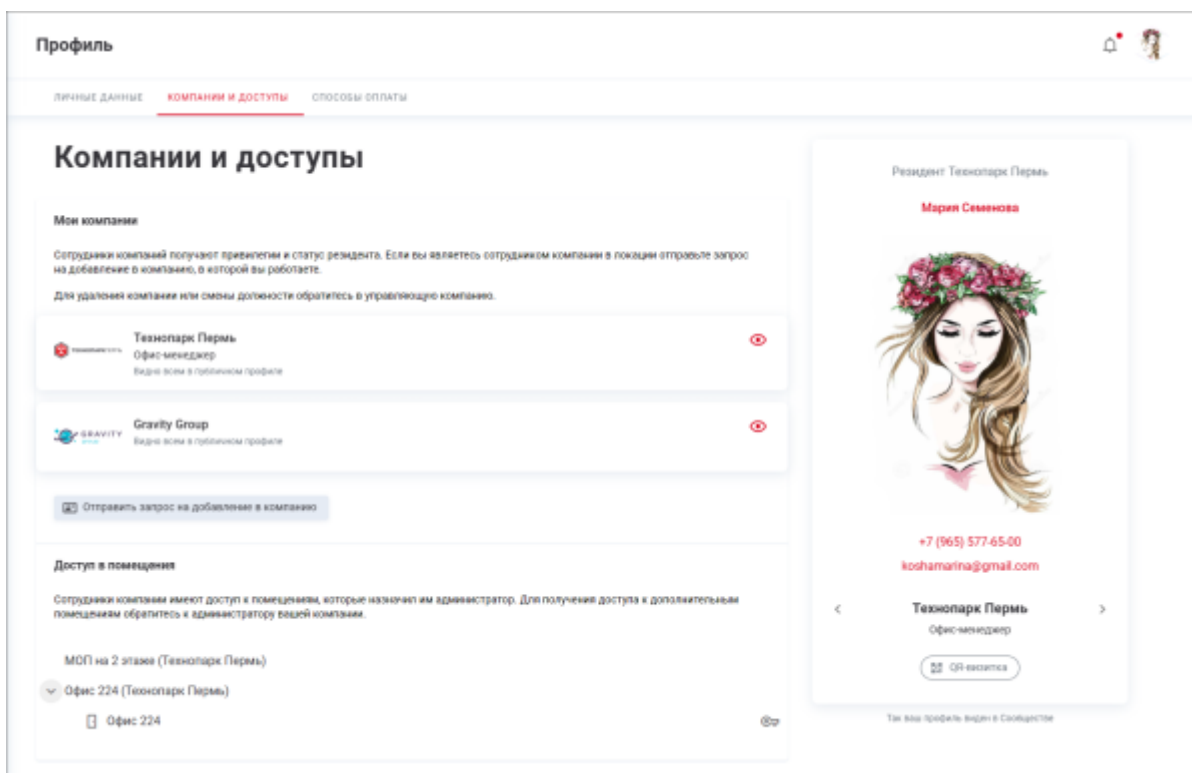 Профиль
ЛИЧНЫЕ ДАННЫЕ КОМПАНИИ И ДОСТУПЫ СПОСОБЫ ОПЛАТЫ
Компании и доступы
Мои компании
Сотрудники компаний получают привилегии и статус резидента. Если вы являетесь сотрудником компании в локации отправьте запрос
на добавление в компанию, в которой вы работаете.
Для удаления компании или смены должности обратитесь в управляющую компанию.
Технопарк Пермь
Офис-менеджер
Видно всем в публичном профиле
GRAVITY
Gravity Group
Видно всем в публичном профиле
Отправить запрос на добавление в компанию
Доступ в помещения
Сотрудники компании имеют доступ к помещениям, которые назначил им администратор. Для получения доступа к дополнительным
помещениям обратитесь к администратору вашей компании.
МОП на 2 этаже (Технопарк Пермь)
Офис 224 (Технопарк Пермь)
Офис 224
Резидент Технопарк Пермь
Мария Семенова
+7 (965) 577-65-00
koshamarina@gmail.com
Технопарк Пермь
Офис-менеджер
QR-визитка
Так ваш профиль виден в Сообществе